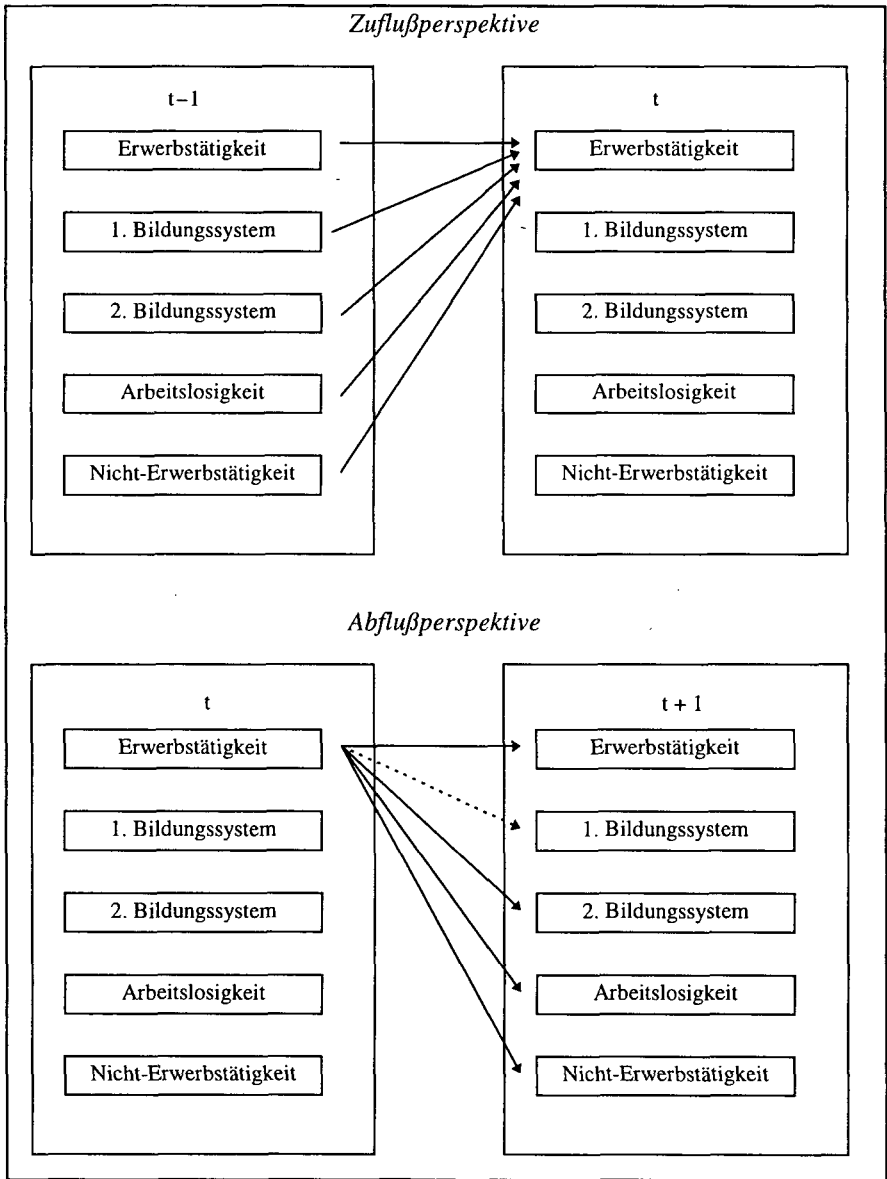 Zuflußperspektive
t–1
Erwerbstätigkeit
1. Bildungssystem
2. Bildungssystem
Arbeitslosigkeit
Nicht-Erwerbstätigkeit
t
Erwerbstätigkeit
1. Bildungssystem
2. Bildungssystem
Arbeitslosigkeit
Nicht-Erwerbstätigkeit
Abflußperspektive
t
Erwerbstätigkeit
1. Bildungssystem
2. Bildungssystem
Arbeitslosigkeit
Nicht-Erwerbstätigkeit
t + 1
Erwerbstätigkeit
1. Bildungssystem
2. Bildungssystem
Arbeitslosigkeit
Nicht-Erwerbstätigkeit